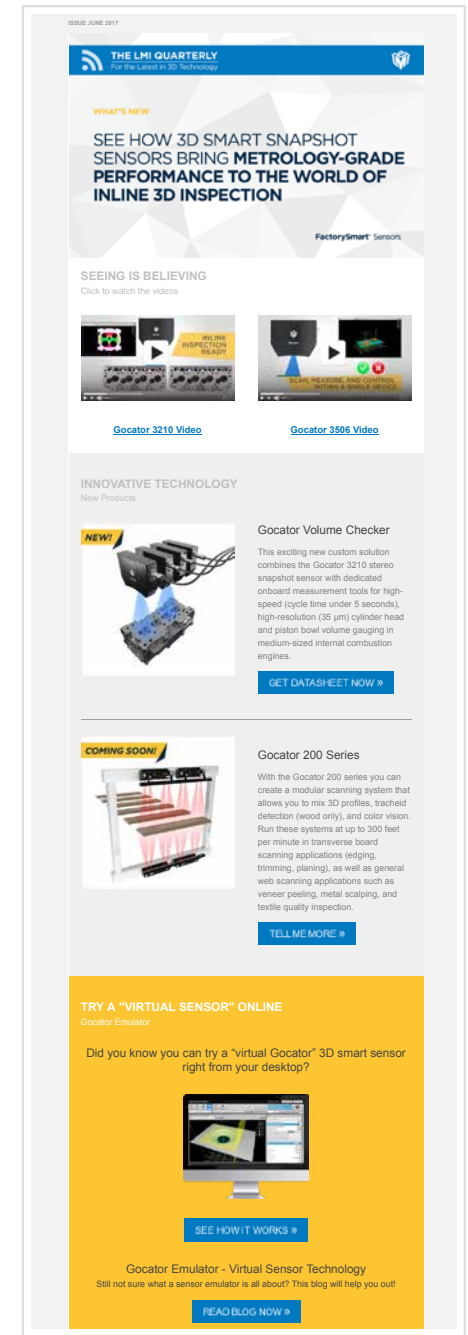 ISSUE JUNE 2017
THE LMI QUARTERLY
For the Latest in 3D Technology
WHAT'S NEW
SEE HOW 3D SMART SNAPSHOT
SENSORS BRING METROLOGY-GRADE
PERFORMANCE TO THE WORLD OF
INLINE 3D INSPECTION
FactorySmart® Sensors
SEEING IS BELIEVING
Click to watch the videos
INLINE
INSPECTION
READY
SCAN, MEASURE, AND CONTROL
WITHIN A SINGLE DEVICE
Gocator 3210 Video
Gocator 3506 Video
INNOVATIVE TECHNOLOGY
New Products
NEW!
Gocator Volume Checker
This exciting new custom solution
combines the Gocator 3210 stereo
snapshot sensor with dedicated
onboard measurement tools for high-
speed (cycle time under 5 seconds),
high-resolution (35 µm) cylinder head
and piston bowl volume gauging in
medium-sized internal combustion
engines.
GET DATASHEET NOW »
COMING SOON!
Gocator 200 Series
With the Gocator 200 series you can
create a modular scanning system that
allows you to mix 3D profiles, tracheid
detection (wood only), and color vision.
Run these systems at up to 300 feet
per minute in transverse board
scanning applications (edging,
trimming, planing), as well as general
web scanning applications such as
veneer peeling, metal scalping, and
textile quality inspection.
TELL ME MORE »
TRY A "VIRTUAL SENSOR" ONLINE
Gocator Emulator
Did you know you can try a “virtual Gocator” 3D smart sensor
right from your desktop?
SEE HOW IT WORKS »
Gocator Emulator - Virtual Sensor Technology
Still not sure what a sensor emulator is all about? This blog will help you out!
READ BLOG NOW »